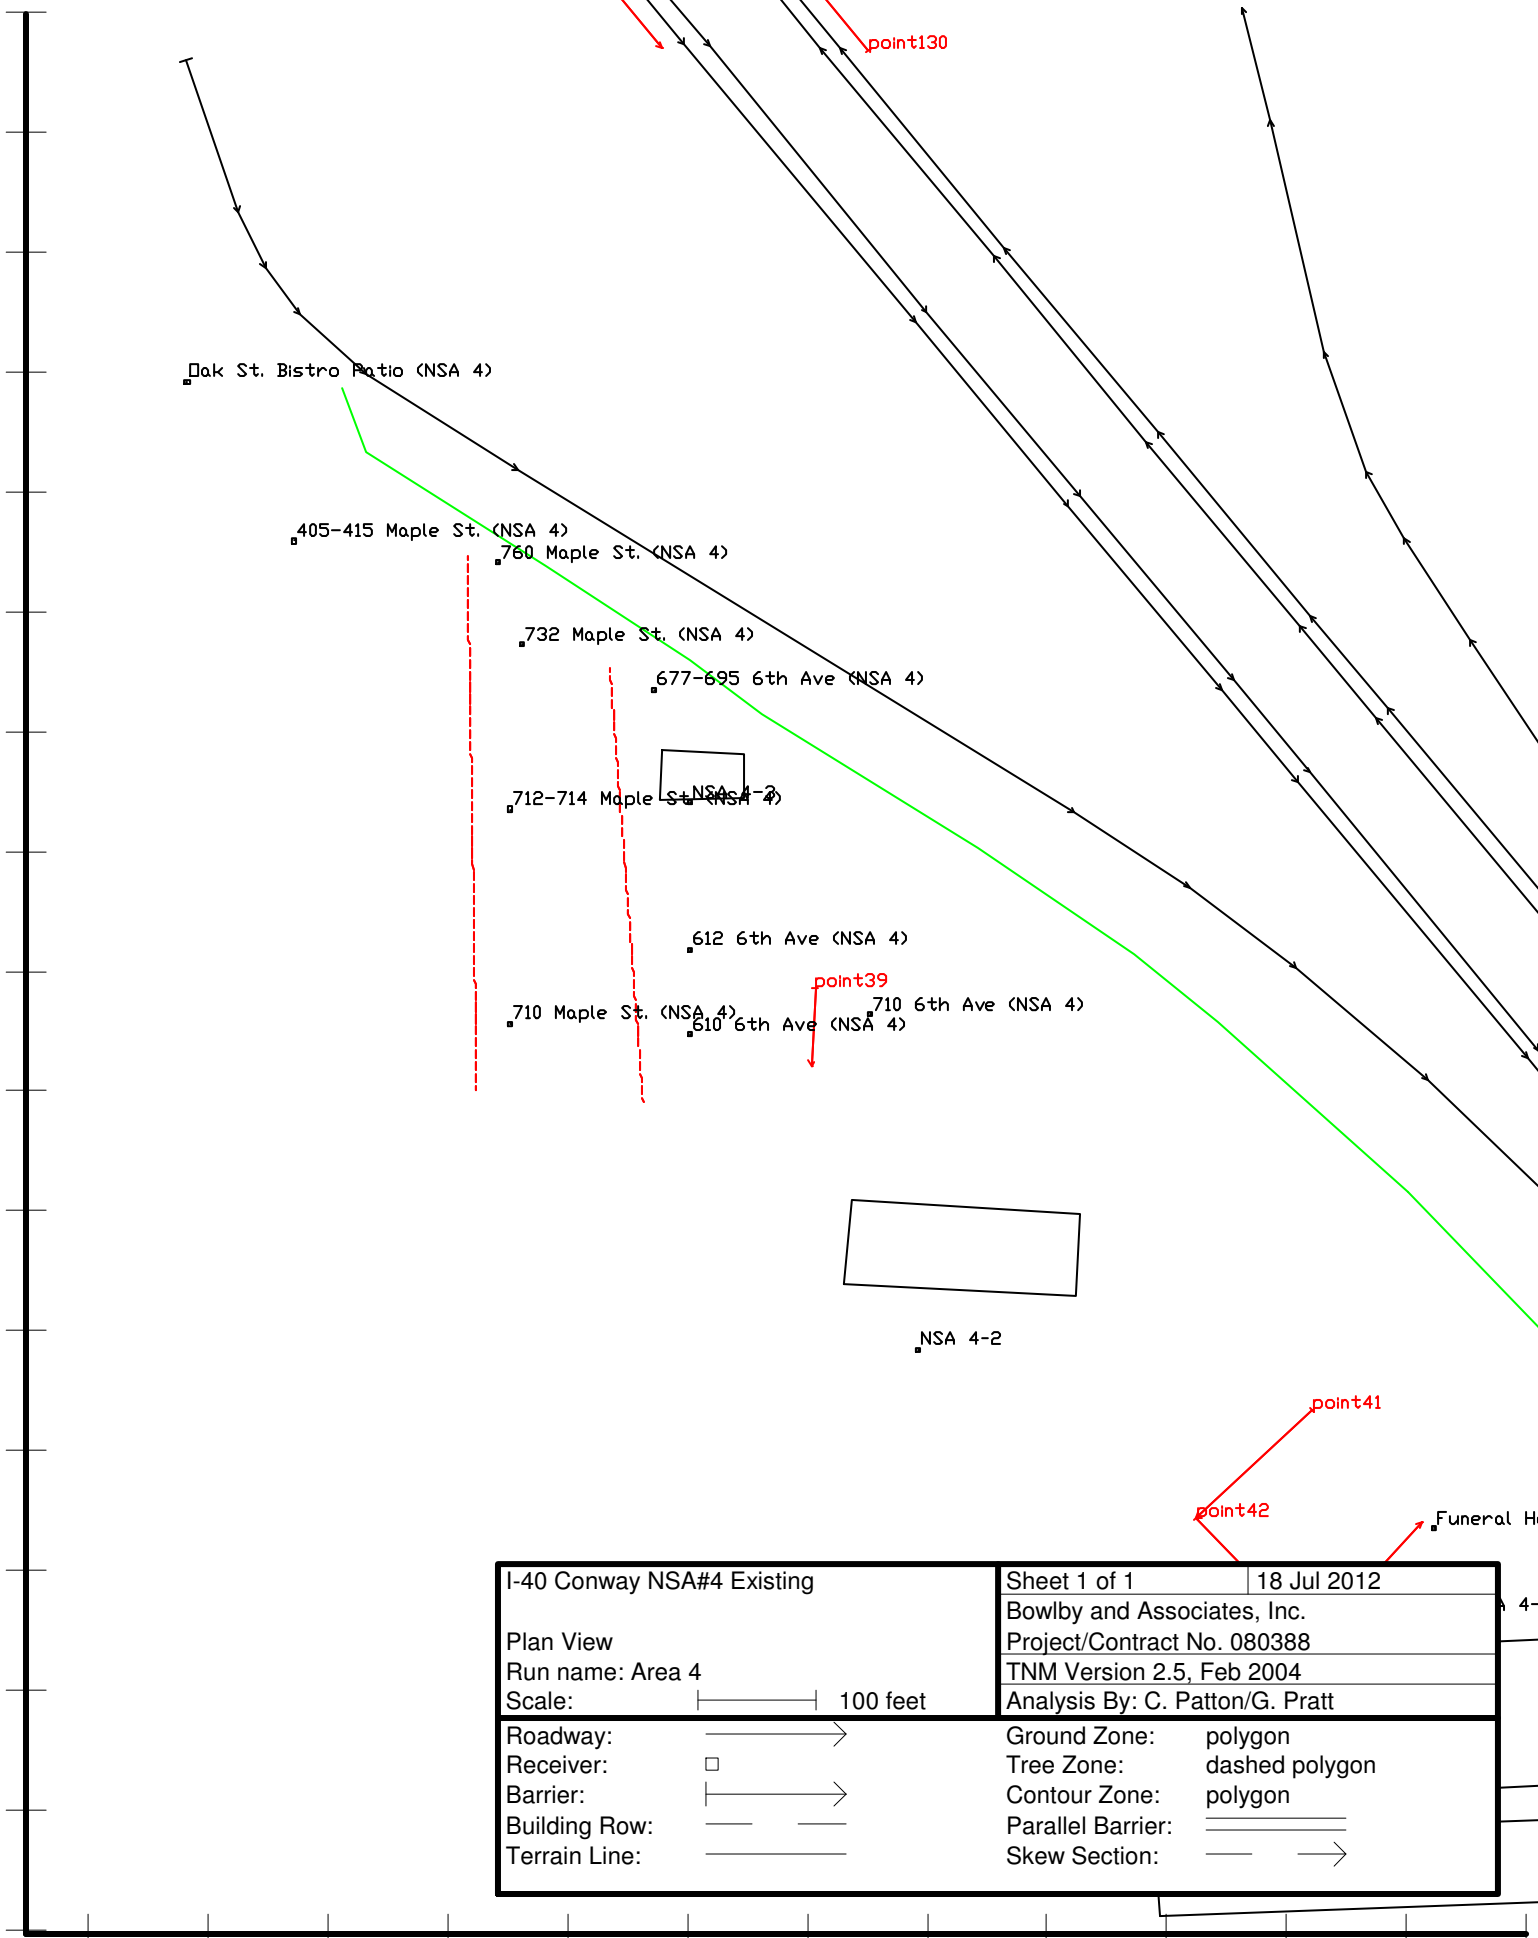 point130
Oak St. Bistro Patio (NSA 4)
405-415 Maple St. (NSA 4)
760 Maple St. (NSA 4)
732 Maple St. (NSA 4)
677-695 6th Ave (NSA 4)
NSA 4-3
712-714 Maple St. (NSA 4)
612 6th Ave (NSA 4)
point39
710 6th Ave (NSA 4)
710 Maple St. (NSA 4)
610 6th Ave (NSA 4)
NSA 4-2
point41
point42
Funeral
I-40 Conway NSA#4 Existing
Plan View
Run name: Area 4
Scale: 100 feet
Sheet 1 of 1 18 Jul 2012
Bowlby and Associates, Inc.
Project/Contract No. 080388
TNM Version 2.5, Feb 2004
Analysis By: C. Patton/G. Pratt
Roadway:
Receiver:
Barrier:
Building Row:
Terrain Line:
Ground Zone: polygon
Tree Zone: dashed polygon
Contour Zone: polygon
Parallel Barrier:
Skew Section: